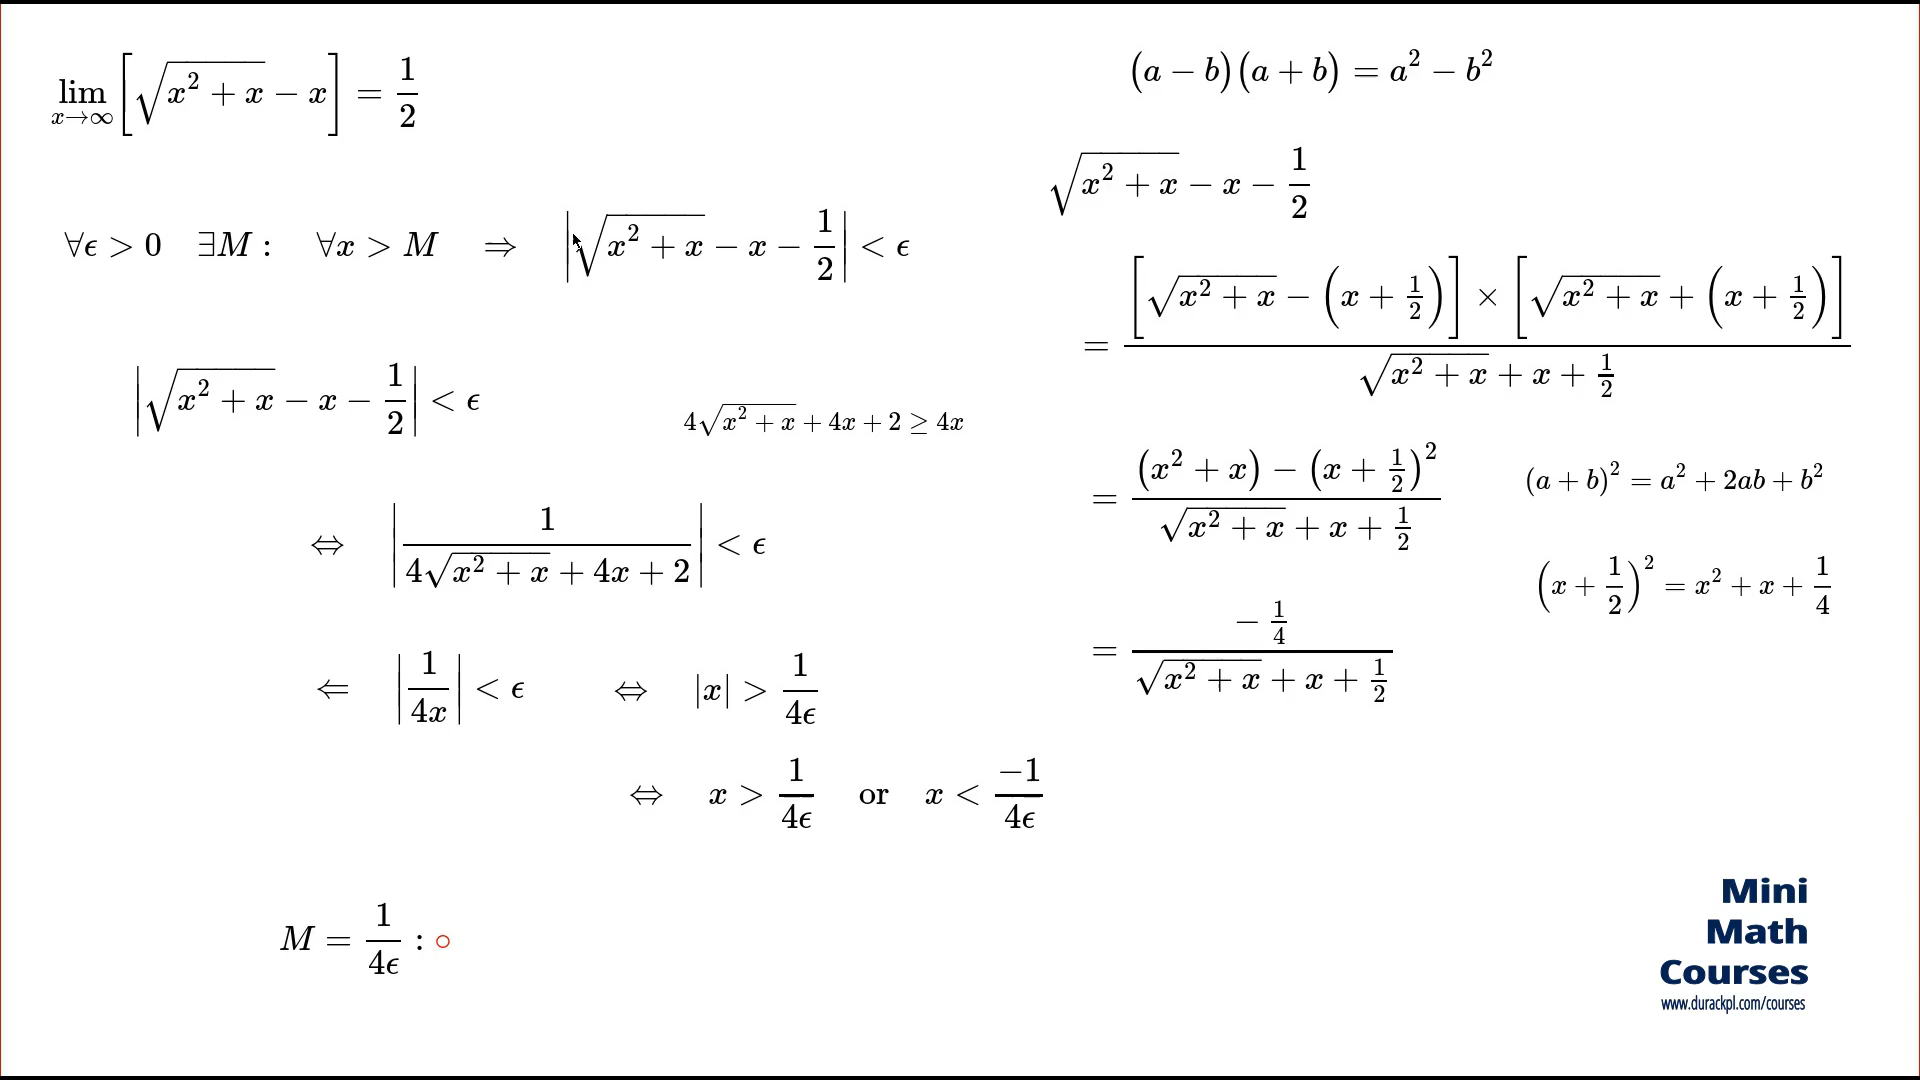 lim x→∞ [√(x² + x) − x] = 1/2
∀ϵ > 0 ∃M : ∀x > M ⇒ |√(x² + x) − x − 1/2| < ϵ
|√(x² + x) − x − 1/2| < ϵ
4√(x² + x) + 4x + 2 ≥ 4x
⇔ |1/(4√(x² + x) + 4x + 2)| < ϵ
⇐ |1/(4x)| < ϵ ⇔ |x| > 1/(4ϵ)
⇔ x > 1/(4ϵ) or x < −1/(4ϵ)
M = 1/(4ϵ) :
(a − b)(a + b) = a² − b²
√(x² + x) − x − 1/2
= [√(x² + x) − (x + 1/2)] × [√(x² + x) + (x + 1/2)] / (√(x² + x) + x + 1/2)
= ((x² + x) − (x + 1/2)²) / (√(x² + x) + x + 1/2)
(a + b)² = a² + 2ab + b²
(x + 1/2)² = x² + x + 1/4
= (−1/4) / (√(x² + x) + x + 1/2)
Mini
Math
Courses
www.durackpl.com/courses